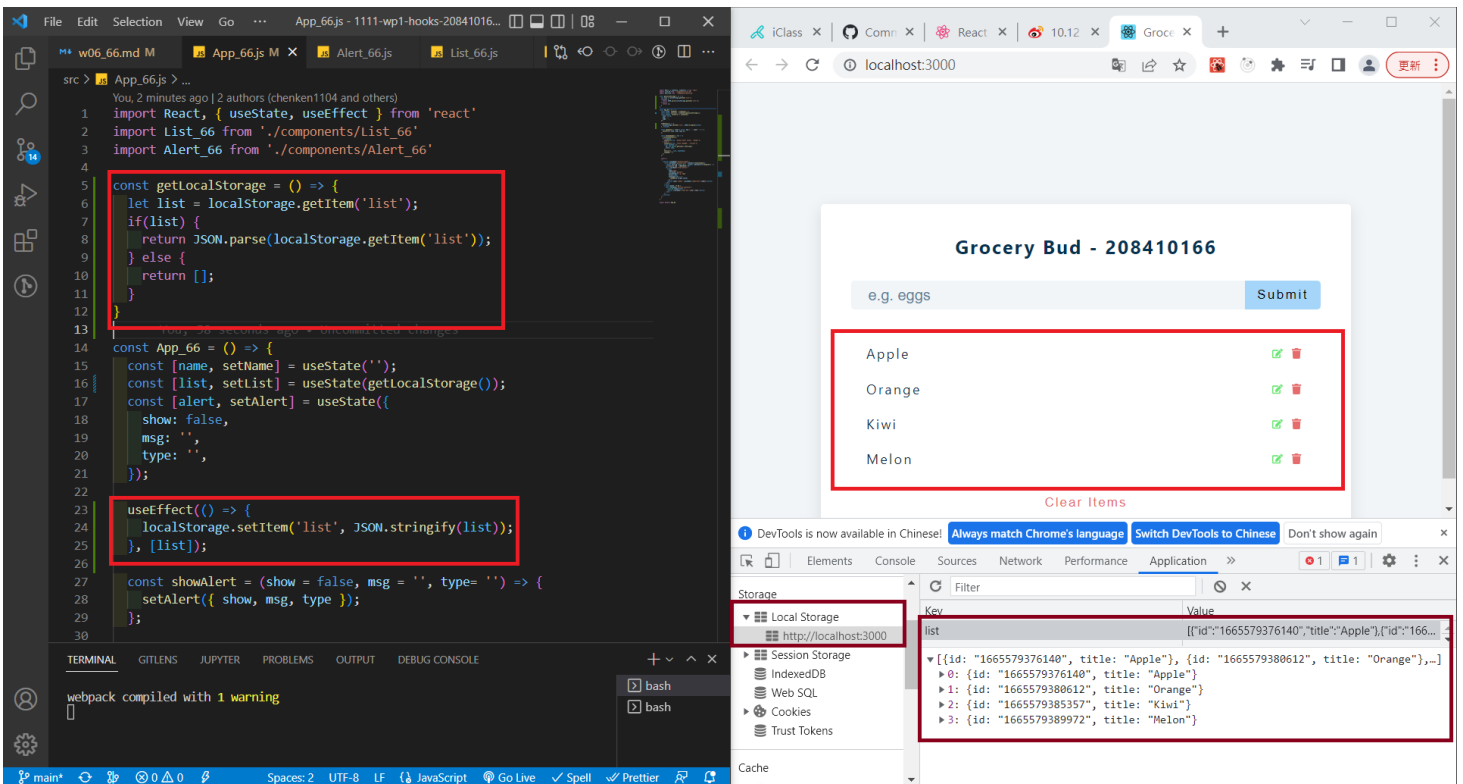 File Edit Selection View Go ··· App_66.js - 1111-wp1-hooks-20841016...
w06_66.md M App_66.js M Alert_66.js List_66.js
src > App_66.js > ...
You, 2 minutes ago | 2 authors (chenken1104 and others)
1 import React, { useState, useEffect } from 'react'
2 import List_66 from './components/List_66'
3 import Alert_66 from './components/Alert_66'
4
5 const getLocalStorage = () => {
6 let list = localStorage.getItem('list');
7 if(list) {
8 return JSON.parse(localStorage.getItem('list'));
9 } else {
10 return [];
11 }
12 }
13 You, 58 seconds ago • Uncommitted changes
14 const App_66 = () => {
15 const [name, setName] = useState('');
16 const [list, setList] = useState(getLocalStorage());
17 const [alert, setAlert] = useState({
18 show: false,
19 msg: '',
20 type: '',
21 });
22
23 useEffect(() => {
24 localStorage.setItem('list', JSON.stringify(list));
25 }, [list]);
26
27 const showAlert = (show = false, msg = '', type= '') => {
28 setAlert({ show, msg, type });
29 };
30
TERMINAL GITLENS JUPYTER PROBLEMS OUTPUT DEBUG CONSOLE
webpack compiled with 1 warning
bash
bash
14
main* 0 0 Spaces: 2 UTF-8 LF JavaScript Go Live Spell Prettier
iClass Comm React 10.12 Groce
localhost:3000 更新
Grocery Bud - 208410166
e.g. eggs Submit
Apple
Orange
Kiwi
Melon
Clear Items
DevTools is now available in Chinese! Always match Chrome's language Switch DevTools to Chinese Don't show again
Elements Console Sources Network Performance Application 1 1
Storage
Local Storage
http://localhost:3000
Session Storage
IndexedDB
Web SQL
Cookies
Trust Tokens
Cache
Filter
Key Value
list [{"id":"1665579376140","title":"Apple"},{"id":"166...
[{id: "1665579376140", title: "Apple"}, {id: "1665579380612", title: "Orange"},…]
0: {id: "1665579376140", title: "Apple"}
1: {id: "1665579380612", title: "Orange"}
2: {id: "1665579385357", title: "Kiwi"}
3: {id: "1665579389972", title: "Melon"}